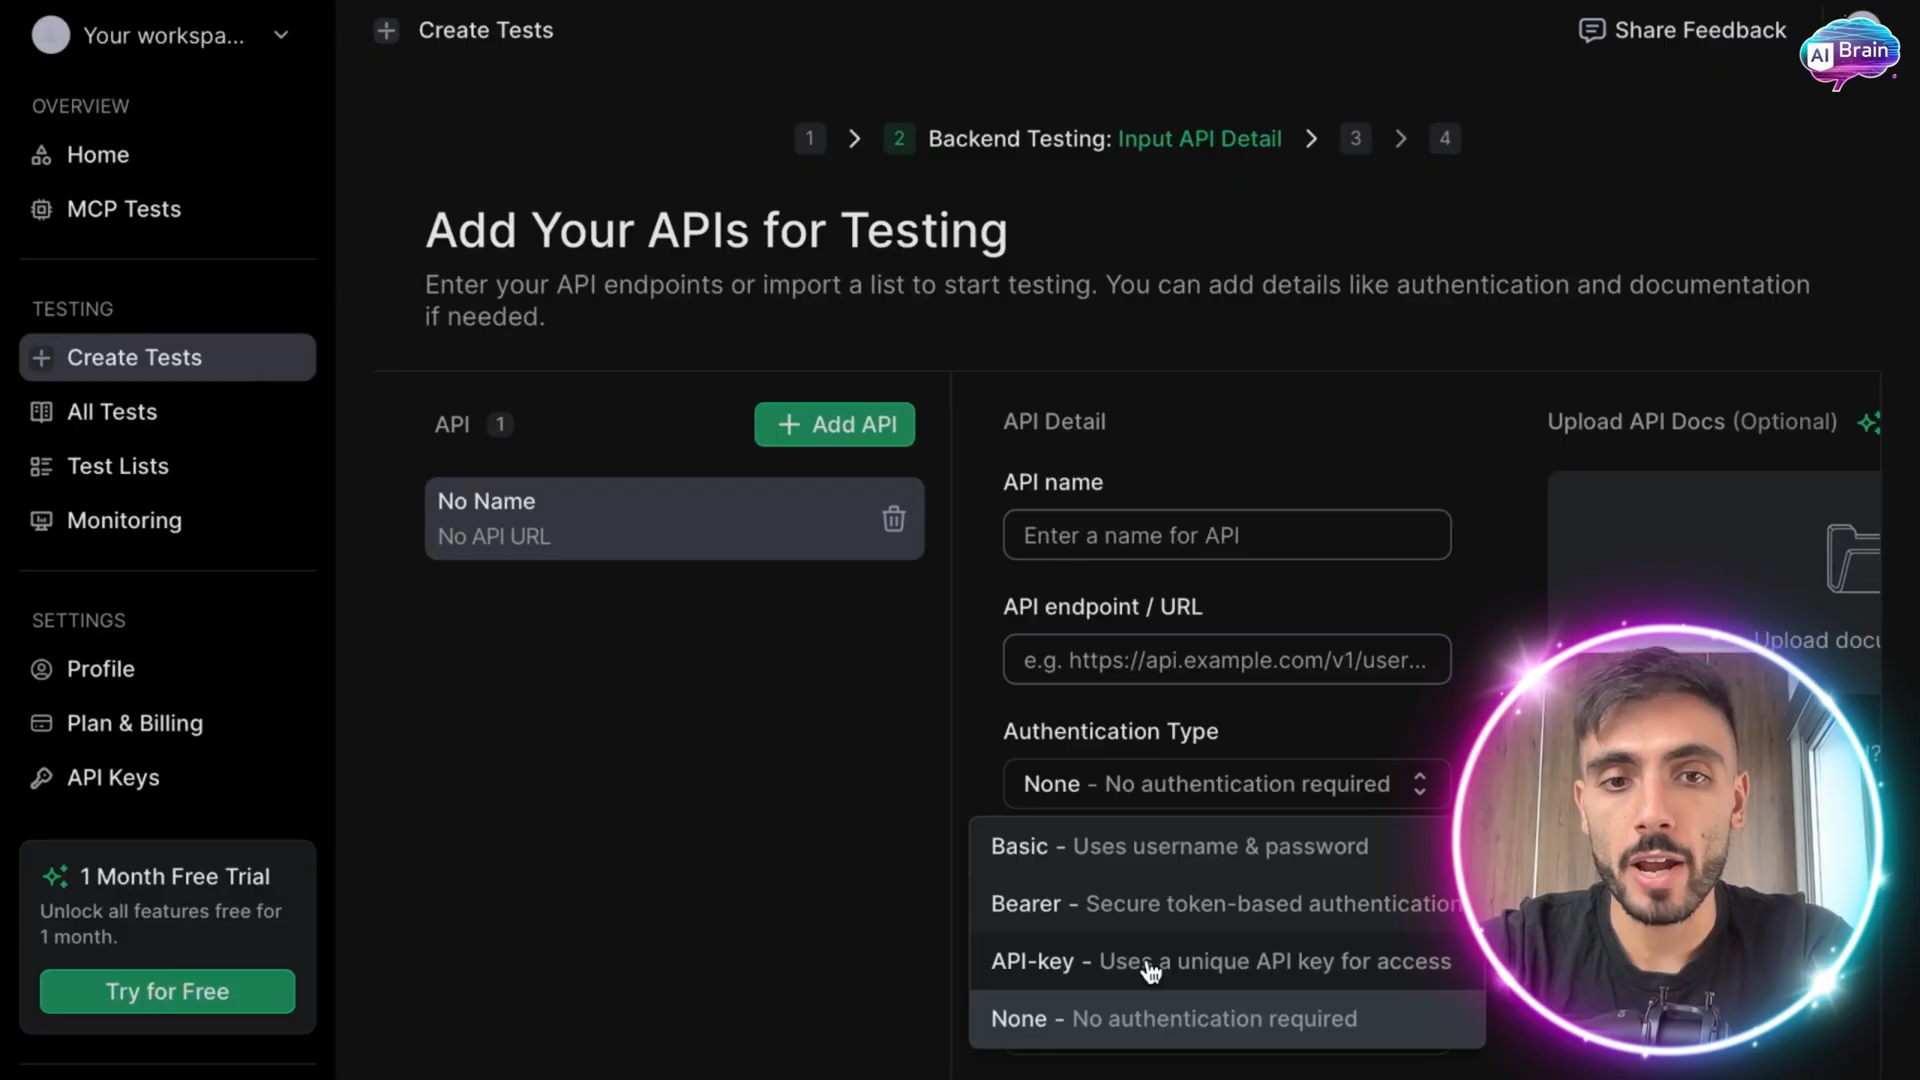 Your workspa...
Create Tests
Share Feedback
AI Brain
OVERVIEW
Home
MCP Tests
TESTING
Create Tests
All Tests
Test Lists
Monitoring
SETTINGS
Profile
Plan & Billing
API Keys
1 Month Free Trial
Unlock all features free for
1 month.
Try for Free
1
2 Backend Testing: Input API Detail
3
4
Add Your APIs for Testing
Enter your API endpoints or import a list to start testing. You can add details like authentication and documentation
if needed.
API 1
Add API
No Name
No API URL
API Detail
API name
Enter a name for API
API endpoint / URL
e.g. https://api.example.com/v1/user...
Authentication Type
None - No authentication required
Basic - Uses username & password
Bearer - Secure token-based authentication
API-key - Uses a unique API key for access
None - No authentication required
Upload API Docs (Optional)
Upload docu